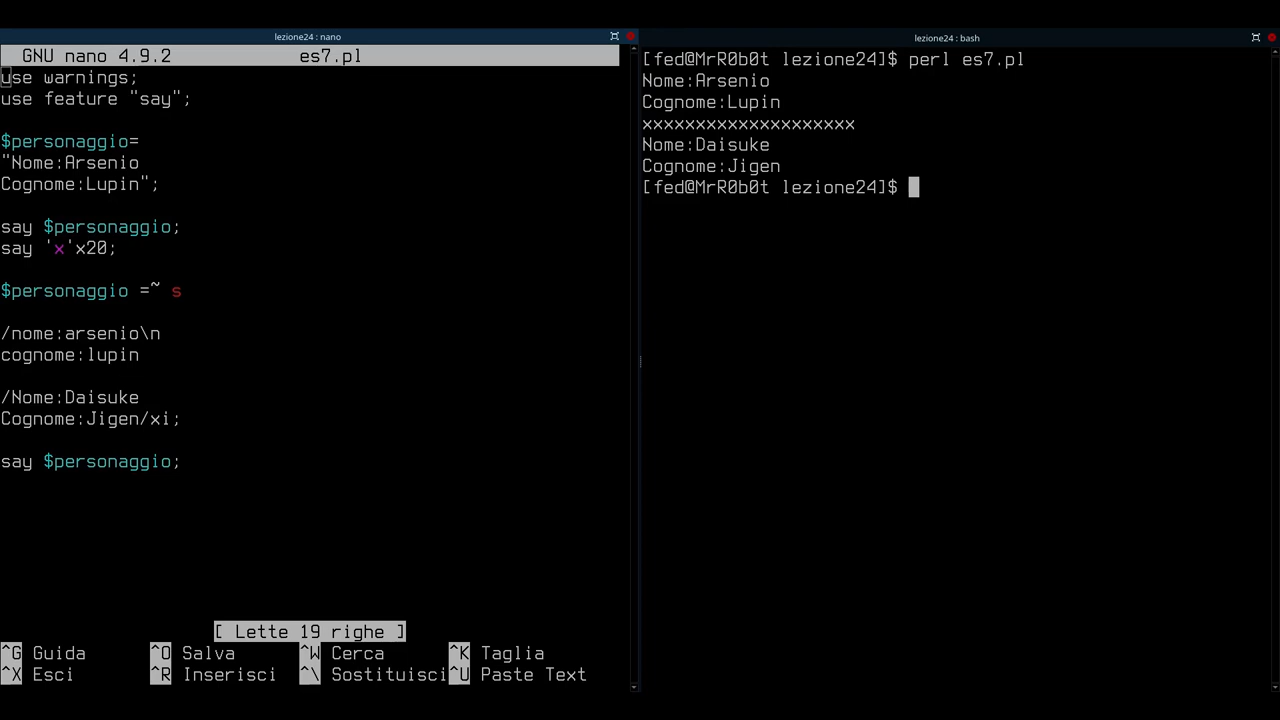 lezione24 : nano
GNU nano 4.9.2 es7.pl
use warnings;
use feature "say";
$personaggio=
"Nome:Arsenio
Cognome:Lupin";
say $personaggio;
say 'x'x20;
$personaggio =~ s
/nome:arsenio\n
cognome:lupin
/Nome:Daisuke
Cognome:Jigen/xi;
say $personaggio;
[ Lette 19 righe ]
^G Guida ^O Salva ^W Cerca ^K Taglia
^X Esci ^R Inserisci ^\ Sostituisci ^U Paste Text
lezione24 : bash
[fed@MrR0b0t lezione24]$ perl es7.pl
Nome:Arsenio
Cognome:Lupin
xxxxxxxxxxxxxxxxxxxx
Nome:Daisuke
Cognome:Jigen
[fed@MrR0b0t lezione24]$